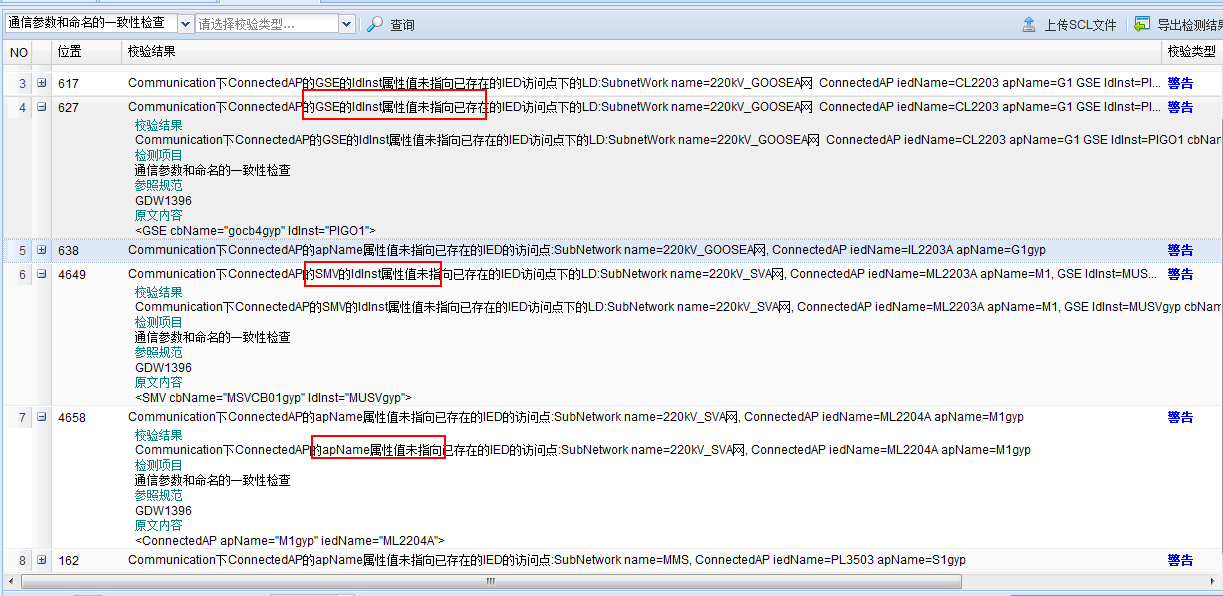 通信参数和命名的一致性检查 请选择校验类型... 查询 上传SCL文件 导出检测结
NO 位置 校验结果 校验类型
3 617 Communication下ConnectedAP的GSE的ldInst属性值未指向已存在的IED访问点下的LD:SubnetWork name=220kV_GOOSEA网 ConnectedAP iedName=CL2203 apName=G1 GSE ldInst=PI... 警告
4 627 Communication下ConnectedAP的GSE的ldInst属性值未指向已存在的IED访问点下的LD:SubnetWork name=220kV_GOOSEA网 ConnectedAP iedName=CL2203 apName=G1 GSE ldInst=PI... 警告
校验结果
Communication下ConnectedAP的GSE的ldInst属性值未指向已存在的IED访问点下的LD:SubnetWork name=220kV_GOOSEA网 ConnectedAP iedName=CL2203 apName=G1 GSE ldInst=PIGO1 cbNam
检测项目
通信参数和命名的一致性检查
参照规范
GDW1396
原文内容
<GSE cbName="gocb4gyp" ldInst="PIGO1">
5 638 Communication下ConnectedAP的apName属性值未指向已存在的IED的访问点:SubNetwork name=220kV_GOOSEA网, ConnectedAP iedName=IL2203A apName=G1gyp 警告
6 4649 Communication下ConnectedAP的SMV的ldInst属性值未指向已存在的IED访问点下的LD:SubNetwork name=220kV_SVA网, ConnectedAP iedName=ML2203A apName=M1, GSE ldInst=MUS... 警告
校验结果
Communication下ConnectedAP的SMV的ldInst属性值未指向已存在的IED访问点下的LD:SubNetwork name=220kV_SVA网, ConnectedAP iedName=ML2203A apName=M1, GSE ldInst=MUSVgyp cbNam
检测项目
通信参数和命名的一致性检查
参照规范
GDW1396
原文内容
<SMV cbName="MSVCB01gyp" ldInst="MUSVgyp">
7 4658 Communication下ConnectedAP的apName属性值未指向已存在的IED的访问点:SubNetwork name=220kV_SVA网, ConnectedAP iedName=ML2204A apName=M1gyp 警告
校验结果
Communication下ConnectedAP的apName属性值未指向已存在的IED的访问点:SubNetwork name=220kV_SVA网, ConnectedAP iedName=ML2204A apName=M1gyp
检测项目
通信参数和命名的一致性检查
参照规范
GDW1396
原文内容
<ConnectedAP apName="M1gyp" iedName="ML2204A">
8 162 Communication下ConnectedAP的apName属性值未指向已存在的IED的访问点:SubNetwork name=MMS, ConnectedAP iedName=PL3503 apName=S1gyp 警告